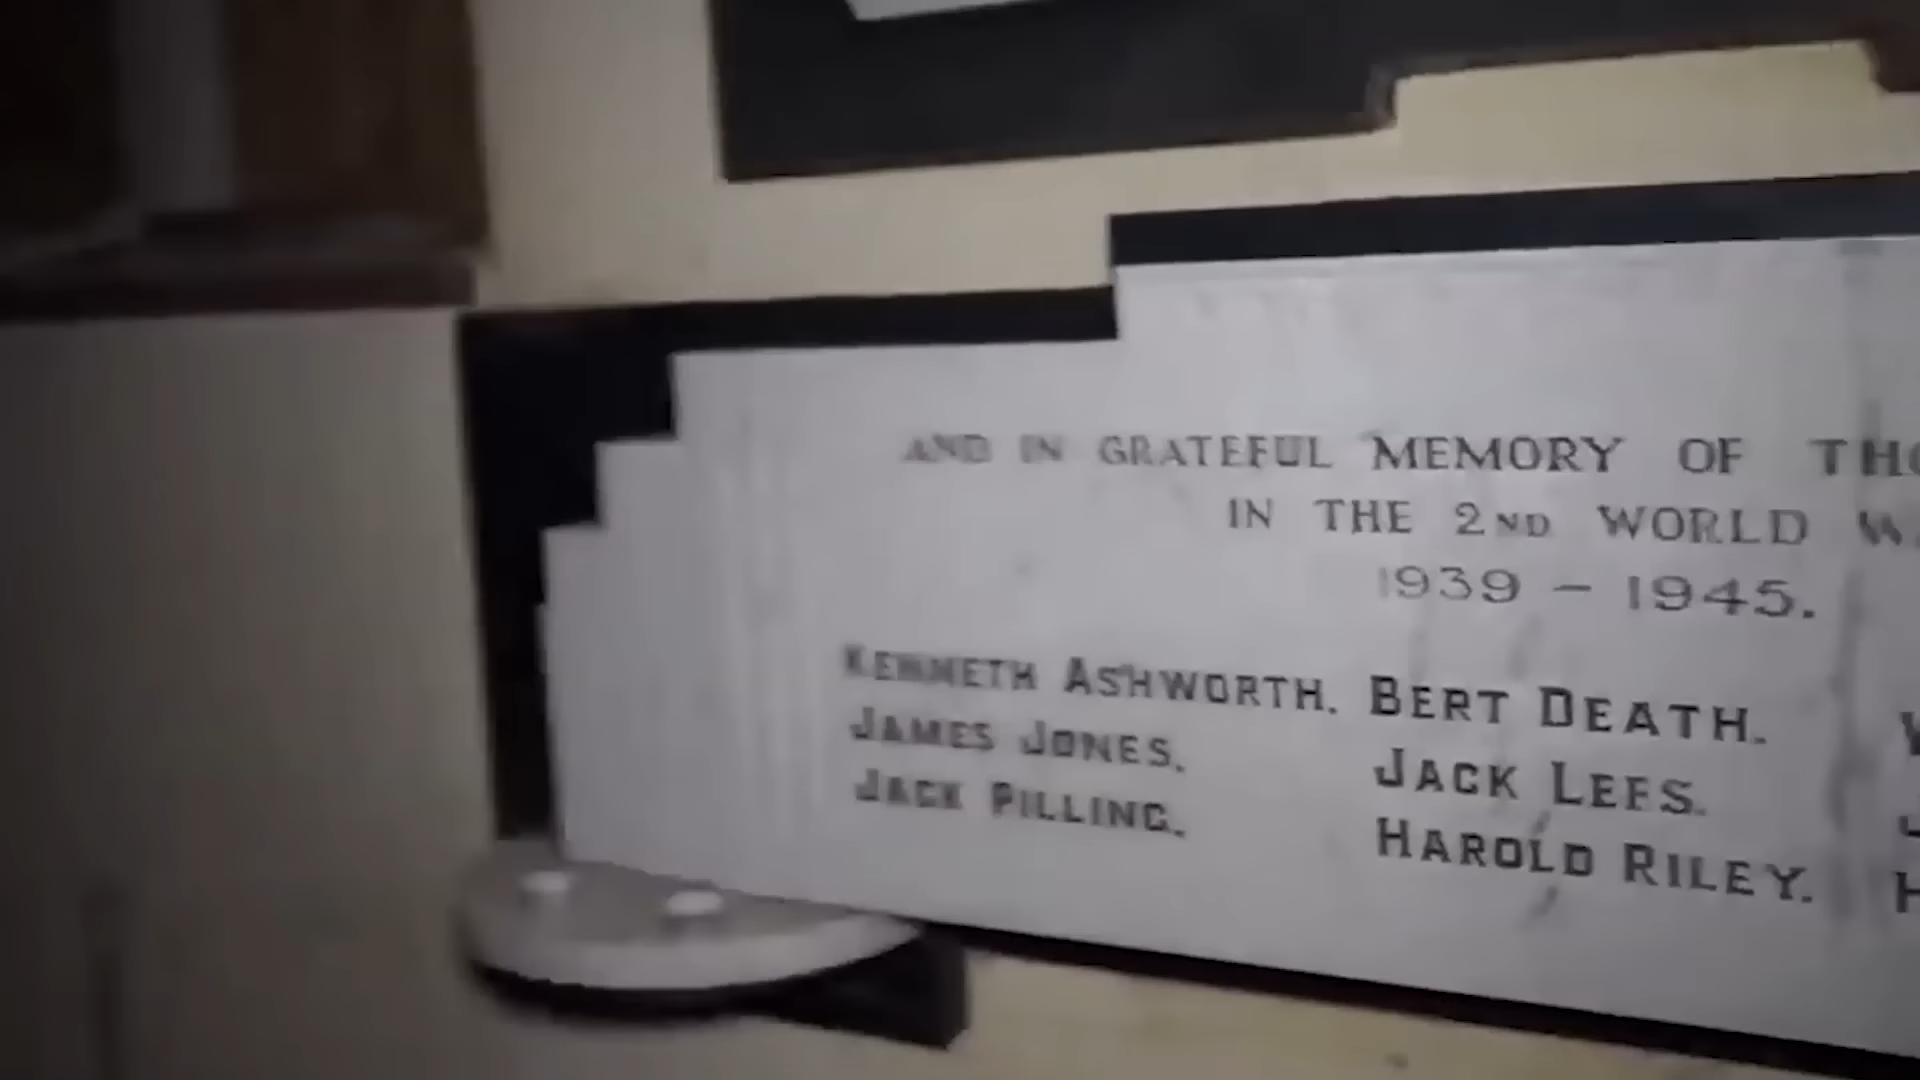 AND IN GRATEFUL MEMORY OF
IN THE 2ND WORLD
1939 – 1945.
KENNETH ASHWORTH. BERT DEATH.
JAMES JONES. JACK LEES.
JACK PILLING. HAROLD RILEY.